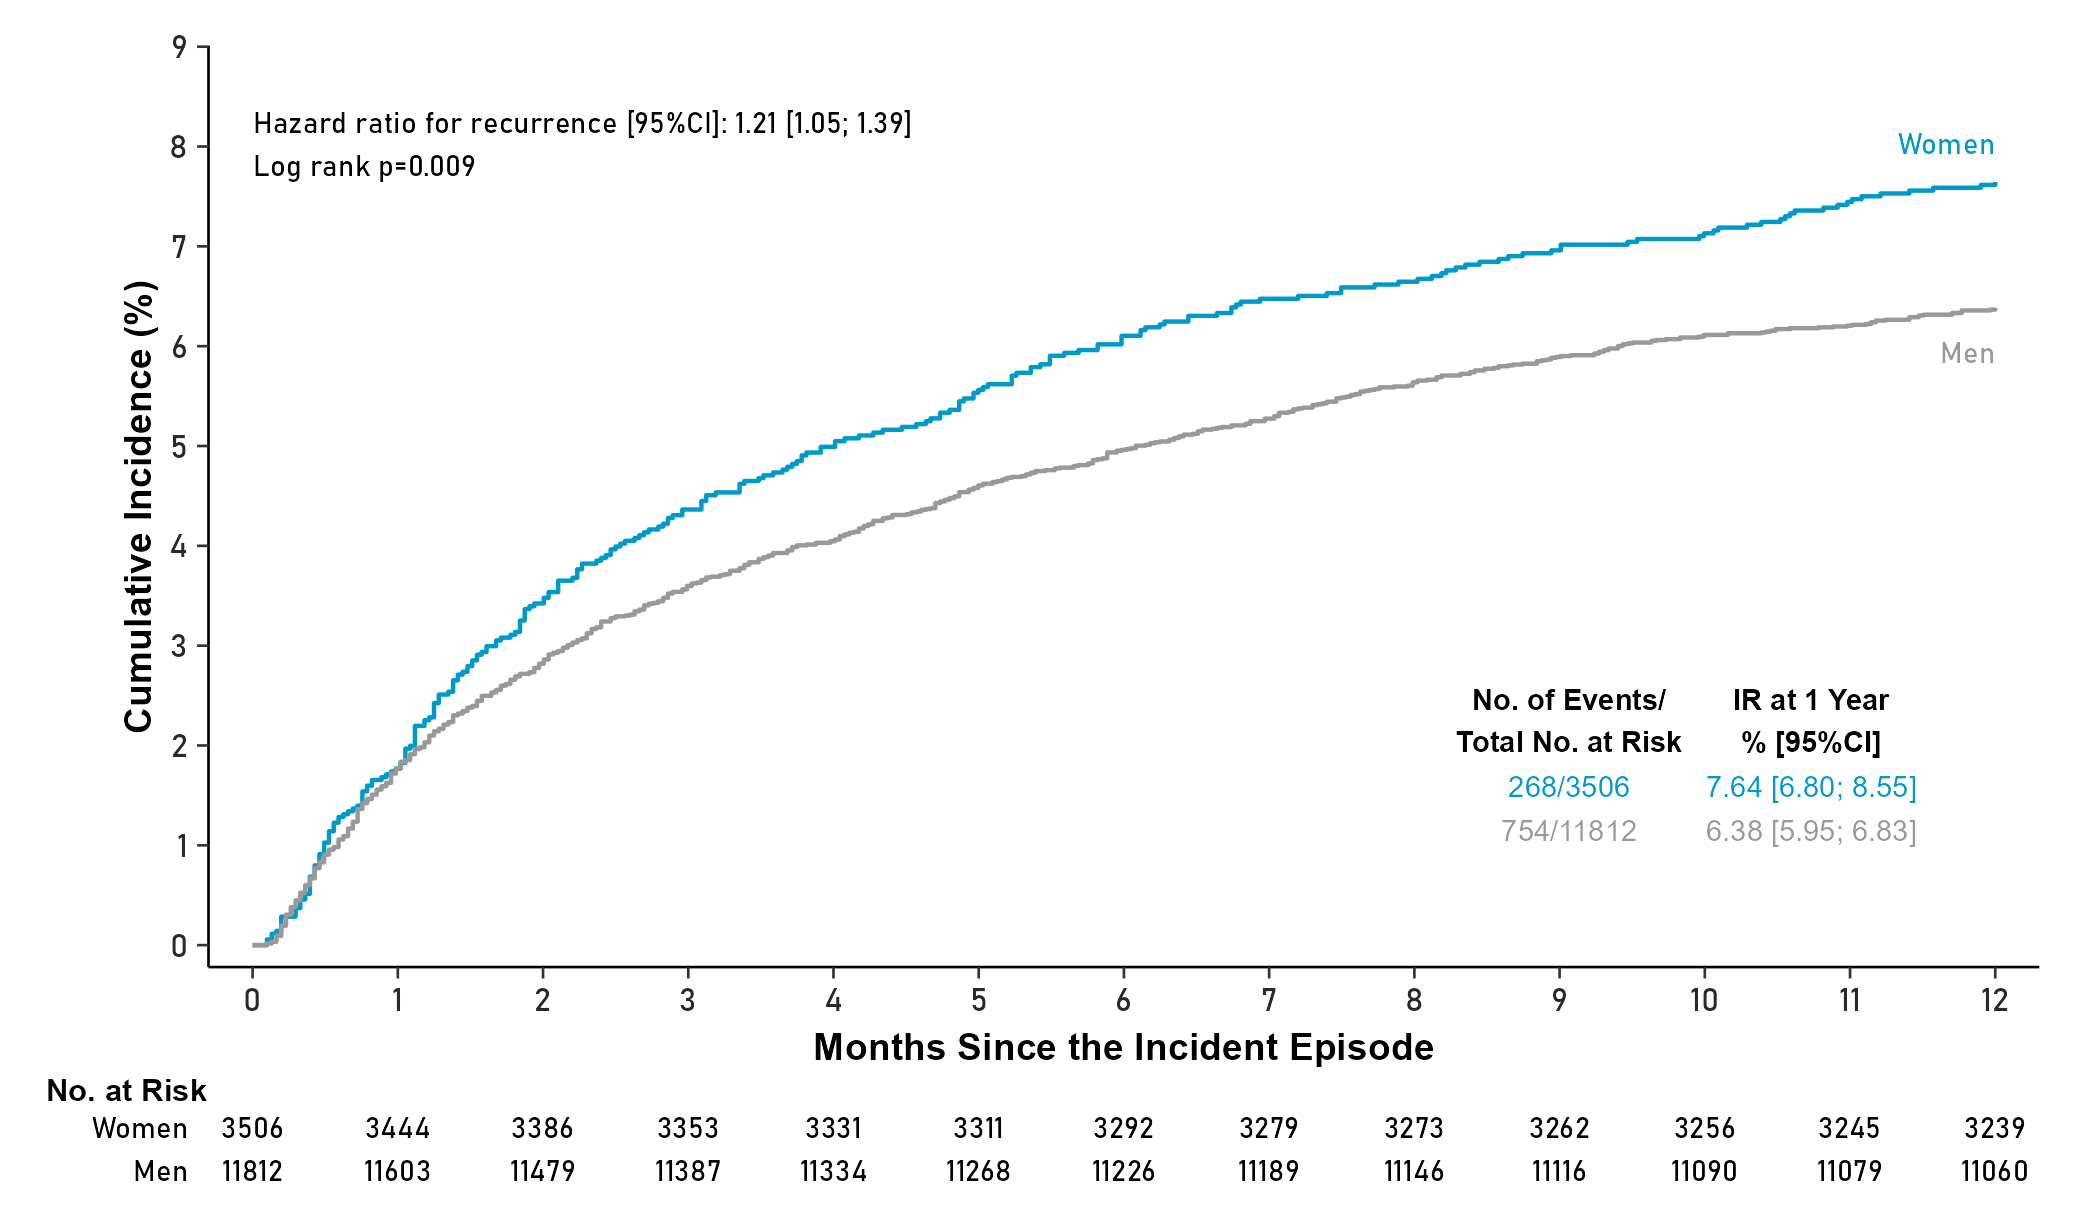 9
Hazard ratio for recurrence [95%CI]: 1.21 [1.05; 1.39]
8
Women
Log rank p=0.009
7
6
Men
5
Cumulative Incidence (%)
4
3
No. of Events/ IR at 1 Year
2
Total No. at Risk % [95%CI]
268/3506 7.64 [6.80; 8.55]
1
754/11812 6.38 [5.95; 6.83]
0
0 1 2 3 4 5 6 7 8 9 10 11 12
Months Since the Incident Episode
No. at Risk
Women 3506 3444 3386 3353 3331 3311 3292 3279 3273 3262 3256 3245 3239
Men 11812 11603 11479 11387 11334 11268 11226 11189 11146 11116 11090 11079 11060